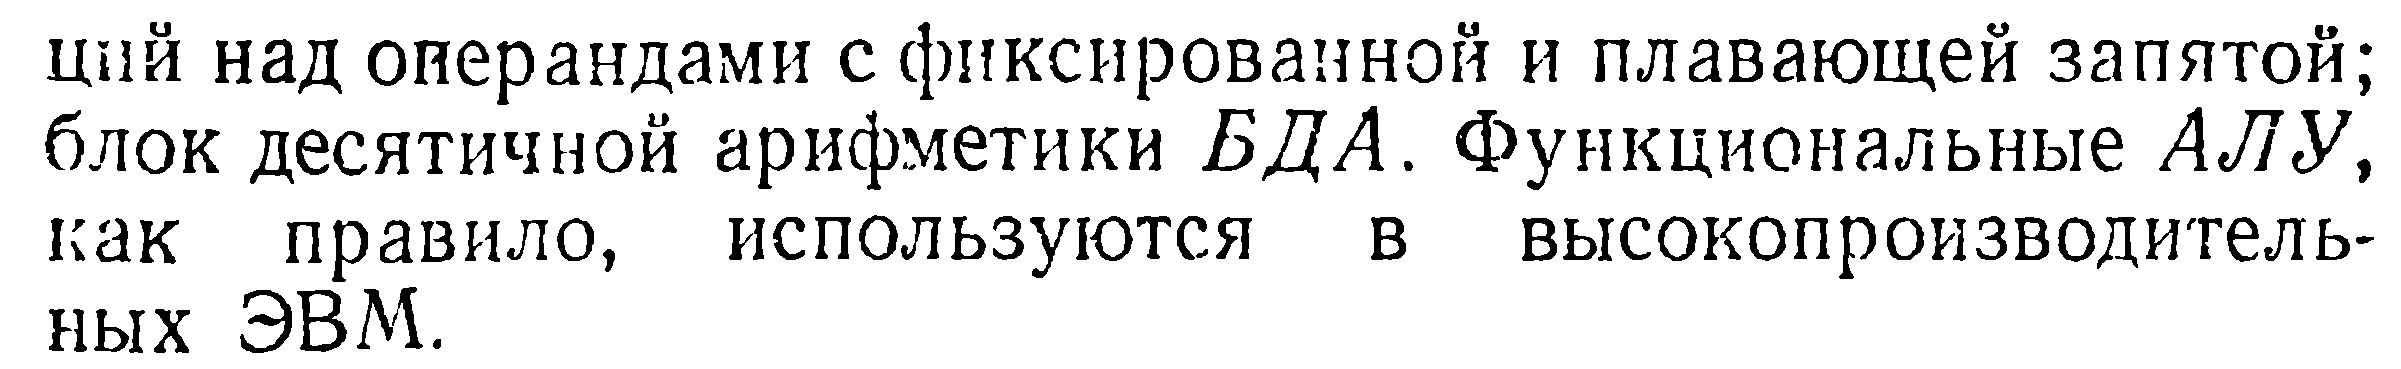 ций над операндами с фиксированной и плавающей запятой;
блок десятичной арифметики БДА. Функциональные АЛУ,
как правило, используются в высокопроизводитель-
ных ЭВМ.